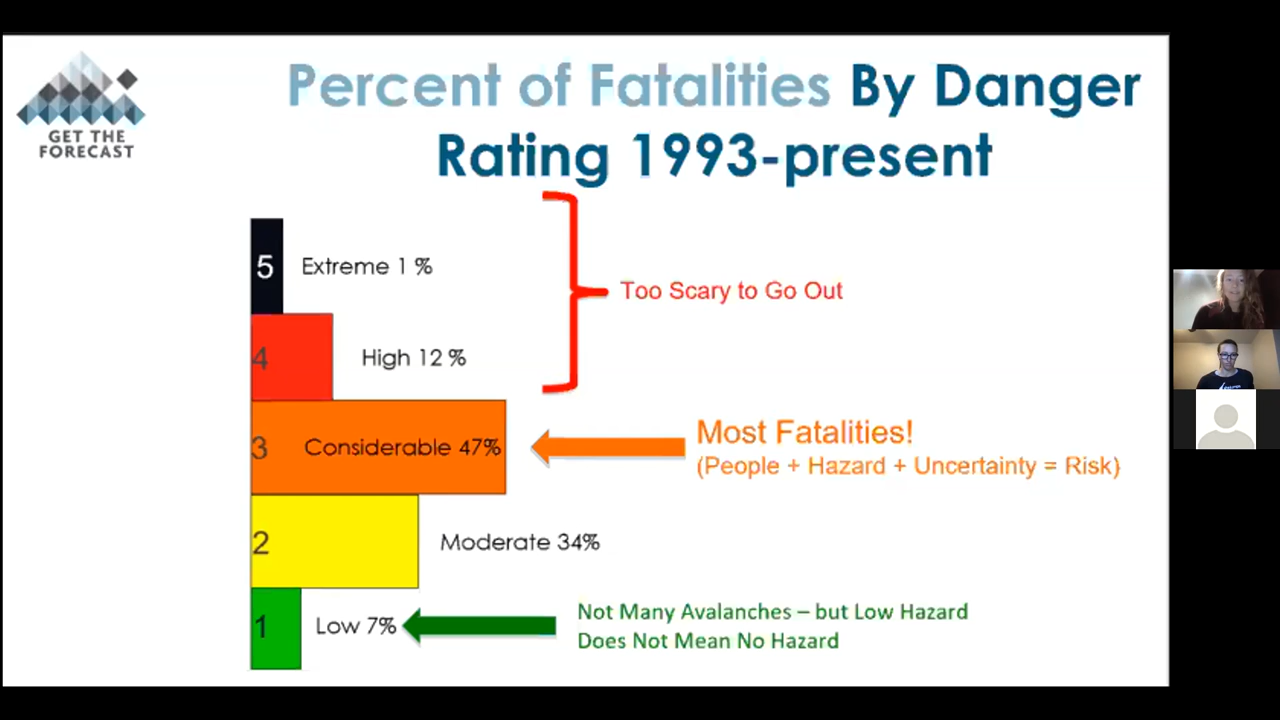 GET THE
FORECAST
Percent of Fatalities By Danger
Rating 1993-present
5 Extreme 1 %
Too Scary to Go Out
4 High 12 %
3 Considerable 47%
Most Fatalities!
(People + Hazard + Uncertainty = Risk)
2 Moderate 34%
1 Low 7%
Not Many Avalanches – but Low Hazard
Does Not Mean No Hazard